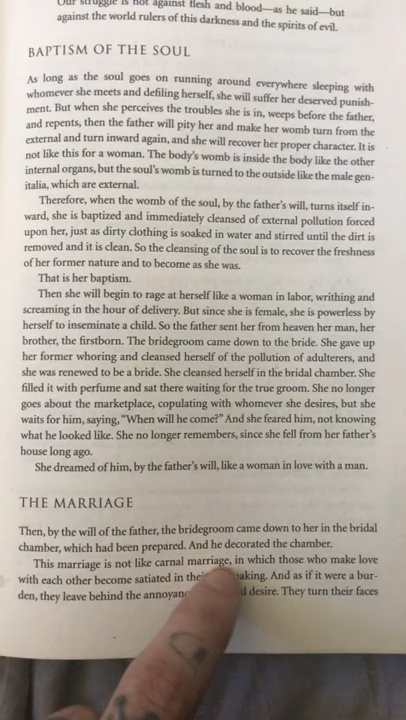 Our struggle is not against flesh and blood—as he said—but
against the world rulers of this darkness and the spirits of evil.
BAPTISM OF THE SOUL
As long as the soul goes on running around everywhere sleeping with
whomever she meets and defiling herself, she will suffer her deserved punish-
ment. But when she perceives the troubles she is in, weeps before the father,
and repents, then the father will pity her and make her womb turn from the
external and turn inward again, and she will recover her proper character. It is
not like this for a woman. The body's womb is inside the body like the other
internal organs, but the soul's womb is turned to the outside like the male gen-
italia, which are external.
Therefore, when the womb of the soul, by the father's will, turns itself in-
ward, she is baptized and immediately cleansed of external pollution forced
upon her, just as dirty clothing is soaked in water and stirred until the dirt is
removed and it is clean. So the cleansing of the soul is to recover the freshness
of her former nature and to become as she was.
That is her baptism.
Then she will begin to rage at herself like a woman in labor, writhing and
screaming in the hour of delivery. But since she is female, she is powerless by
herself to inseminate a child. So the father sent her from heaven her man, her
brother, the firstborn. The bridegroom came down to the bride. She gave up
her former whoring and cleansed herself of the pollution of adulterers, and
she was renewed to be a bride. She cleansed herself in the bridal chamber. She
filled it with perfume and sat there waiting for the true groom. She no longer
goes about the marketplace, copulating with whomever she desires, but she
waits for him, saying, "When will he come?" And she feared him, not knowing
what he looked like. She no longer remembers, since she fell from her father's
house long ago.
She dreamed of him, by the father's will, like a woman in love with a man.
THE MARRIAGE
Then, by the will of the father, the bridegroom came down to her in the bridal
chamber, which had been prepared. And he decorated the chamber.
This marriage is not like carnal marriage, in which those who make love
with each other become satiated in their aking. And as if it were a bur-
den, they leave behind the annoyan desire. They turn their faces